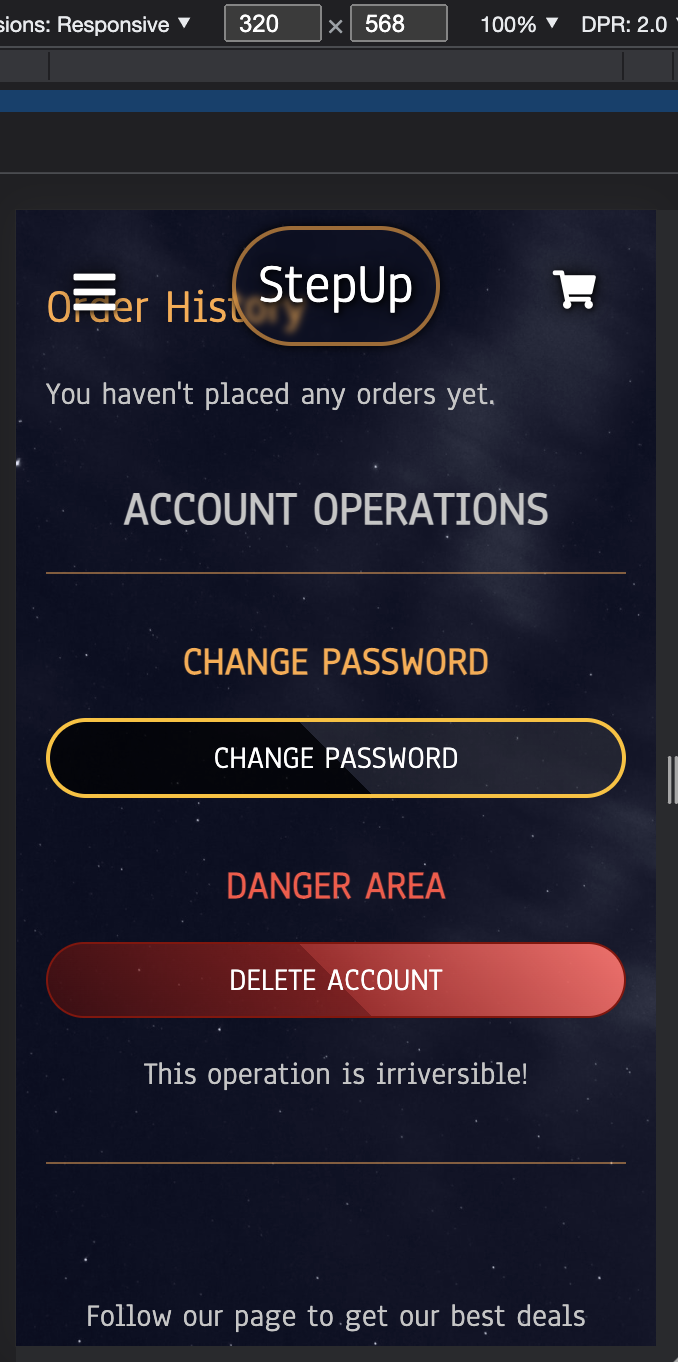 sions: Responsive ▼ 320 × 568 100% ▼ DPR: 2.0
StepUp
Order History
You haven't placed any orders yet.
ACCOUNT OPERATIONS
CHANGE PASSWORD
CHANGE PASSWORD
DANGER AREA
DELETE ACCOUNT
This operation is irriversible!
Follow our page to get our best deals